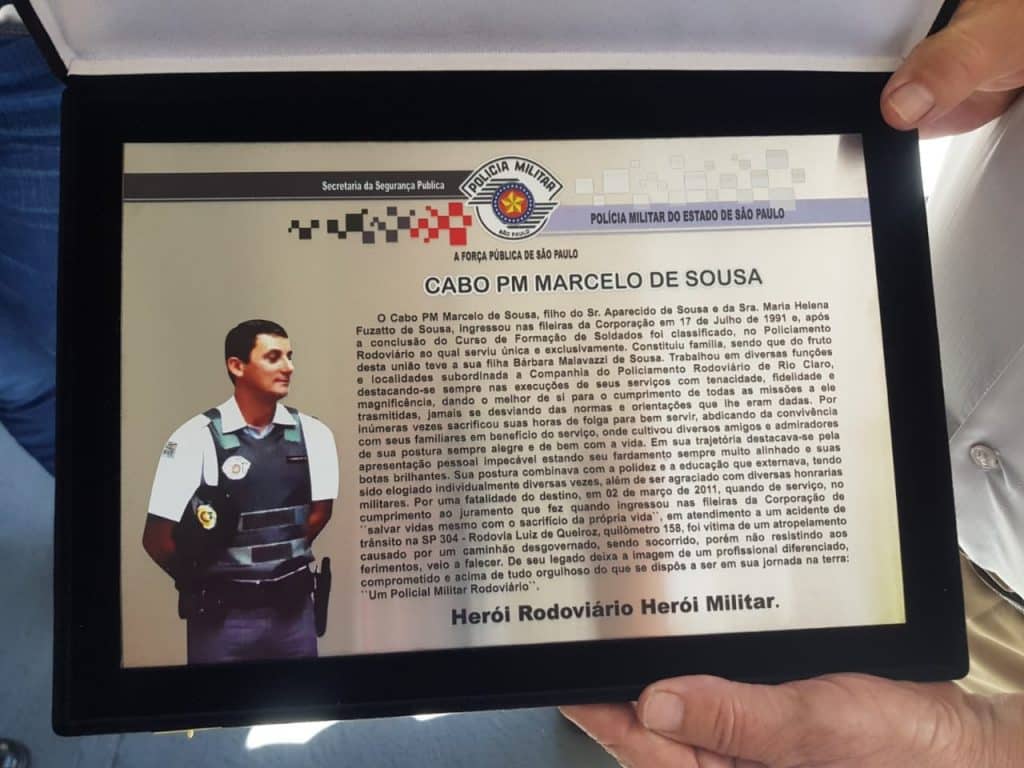 Secretaria da Segurança Pública
POLÍCIA MILITAR
SÃO PAULO
POLÍCIA MILITAR DO ESTADO DE SÃO PAULO
A FORÇA PÚBLICA DE SÃO PAULO
CABO PM MARCELO DE SOUSA
O Cabo PM Marcelo de Sousa, filho do Sr. Aparecido de Sousa e da Sra. Maria Helena
Fuzatto de Sousa, ingressou nas fileiras da Corporação em 17 de Julho de 1991 e, após
a conclusão do Curso de Formação de Soldados foi classificado, no Policiamento
Rodoviário ao qual serviu única e exclusivamente. Constituiu família, sendo que do fruto
desta união teve a sua filha Bárbara Malavazzi de Sousa. Trabalhou em diversas funções
e localidades subordinada a Companhia do Policiamento Rodoviário de Rio Claro,
destacando-se sempre nas execuções de seus serviços com tenacidade, fidelidade e
magnificência, dando o melhor de si para o cumprimento de todas as missões a ele
trasmitidas, jamais se desviando das normas e orientações que lhe eram dadas. Por
inúmeras vezes sacrificou suas horas de folga para bem servir, abdicando da convivência
com seus familiares em benefício do serviço, onde cultivou diversos amigos e admiradores
de sua postura sempre alegre e de bem com a vida. Em sua trajetória destacava-se pela
apresentação pessoal impecável estando seu fardamento sempre muito alinhado e suas
botas brilhantes. Sua postura combinava com a polidez e a educação que externava, tendo
sido elogiado individualmente diversas vezes, além de ser agraciado com diversas honrarias
militares. Por uma fatalidade do destino, em 02 de março de 2011, quando de serviço, no
cumprimento ao juramento que fez quando ingressou nas fileiras da Corporação de
``salvar vidas mesmo com o sacrifício da própria vida``, em atendimento a um acidente de
trânsito na SP 304 - Rodovia Luiz de Queiroz, quilômetro 158, foi vítima de um atropelamento
causado por um caminhão desgovernado, sendo socorrido, porém não resistindo aos
ferimentos, veio a falecer. De seu legado deixa a imagem de um profissional diferenciado,
comprometido e acima de tudo orgulhoso do que se dispôs a ser em sua jornada na terra:
``Um Policial Militar Rodoviário``.
Herói Rodoviário Herói Militar.